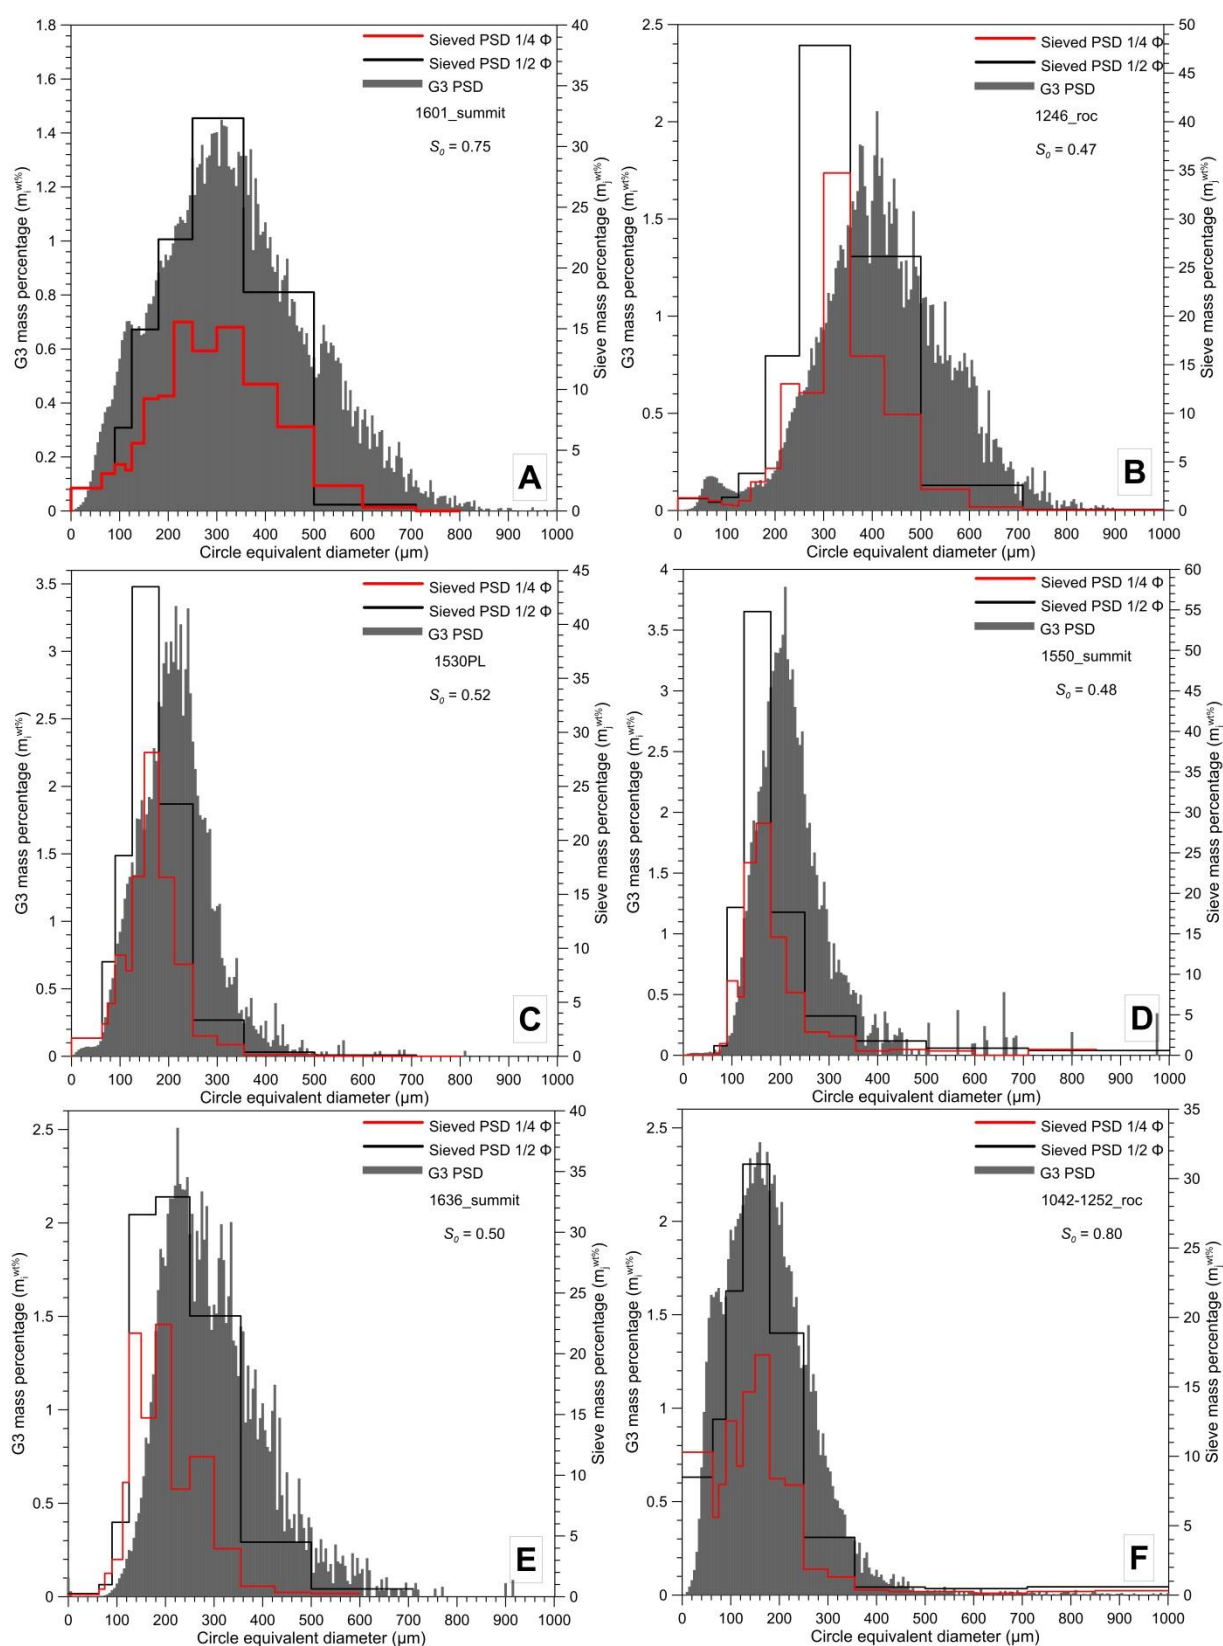 1.8
1.6
1.4
1.2
1
0.8
0.6
0.4
0.2
0
G3 mass percentage (mᵢʷᵗ%)
40
35
30
25
20
15
10
5
0
Sieve mass percentage (mⱼʷᵗ%)
Sieved PSD 1/4 Φ
Sieved PSD 1/2 Φ
G3 PSD
1601_summit
S₀ = 0.75
A
0 100 200 300 400 500 600 700 800 900 1000
Circle equivalent diameter (µm)
2.5
2
1.5
1
0.5
0
G3 mass percentage (mᵢʷᵗ%)
50
45
40
35
30
25
20
15
10
5
0
Sieve mass percentage (mⱼʷᵗ%)
Sieved PSD 1/4 Φ
Sieved PSD 1/2 Φ
G3 PSD
1246_roc
S₀ = 0.47
B
0 100 200 300 400 500 600 700 800 900 1000
Circle equivalent diameter (µm)
3.5
3
2.5
2
1.5
1
0.5
0
G3 mass percentage (mᵢʷᵗ%)
45
40
35
30
25
20
15
10
5
0
Sieve mass percentage (mⱼʷᵗ%)
Sieved PSD 1/4 Φ
Sieved PSD 1/2 Φ
G3 PSD
1530PL
S₀ = 0.52
C
0 100 200 300 400 500 600 700 800 900 1000
Circle equivalent diameter (µm)
4
3.5
3
2.5
2
1.5
1
0.5
0
G3 mass percentage (mᵢʷᵗ%)
60
55
50
45
40
35
30
25
20
15
10
5
0
Sieve mass percentage (mᵢʷᵗ%)
Sieved PSD 1/4 Φ
Sieved PSD 1/2 Φ
G3 PSD
1550_summit
S₀ = 0.48
D
0 100 200 300 400 500 600 700 800 900 1000
Circle equivalent diameter (µm)
2.5
2
1.5
1
0.5
0
G3 mass percentage (mᵢʷᵗ%)
40
35
30
25
20
15
10
5
0
Sieve mass percentage (mⱼʷᵗ%)
Sieved PSD 1/4 Φ
Sieved PSD 1/2 Φ
G3 PSD
1636_summit
S₀ = 0.50
E
0 100 200 300 400 500 600 700 800 900 1000
Circle equivalent diameter (µm)
2.5
2
1.5
1
0.5
0
G3 mass percentage (mᵢʷᵗ%)
35
30
25
20
15
10
5
0
Sieve mass percentage (mⱼʷᵗ%)
Sieved PSD 1/4 Φ
Sieved PSD 1/2 Φ
G3 PSD
1042-1252_roc
S₀ = 0.80
F
0 100 200 300 400 500 600 700 800 900 1000
Circle equivalent diameter (µm)